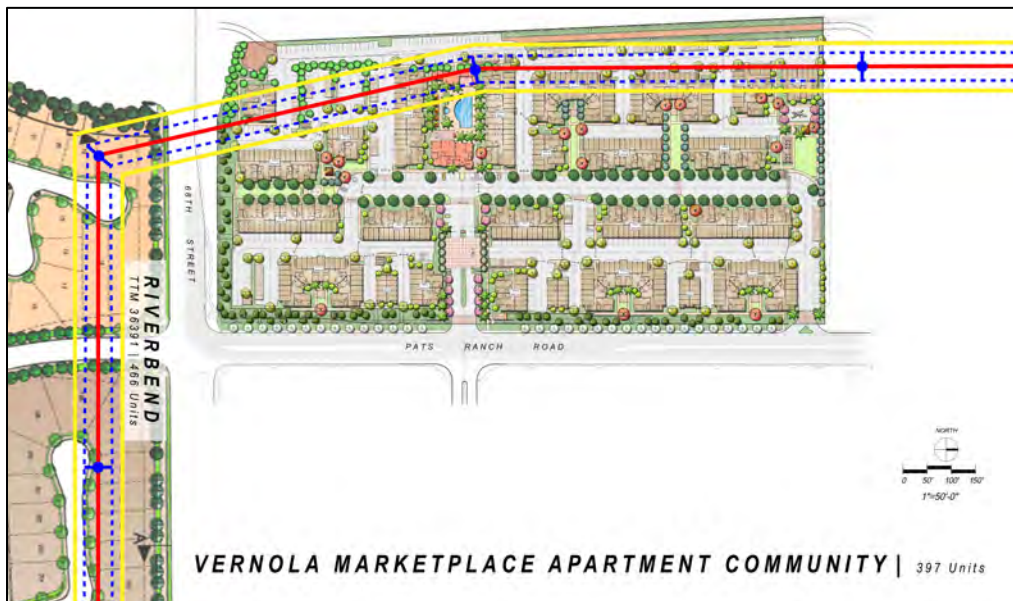 68TH STREET
RIVERBEND
TTM 36391 | 466 Units
PATS RANCH ROAD
NORTH
0 50' 100' 150'
1"=50'-0"
A
VERNOLA MARKETPLACE APARTMENT COMMUNITY | 397 Units